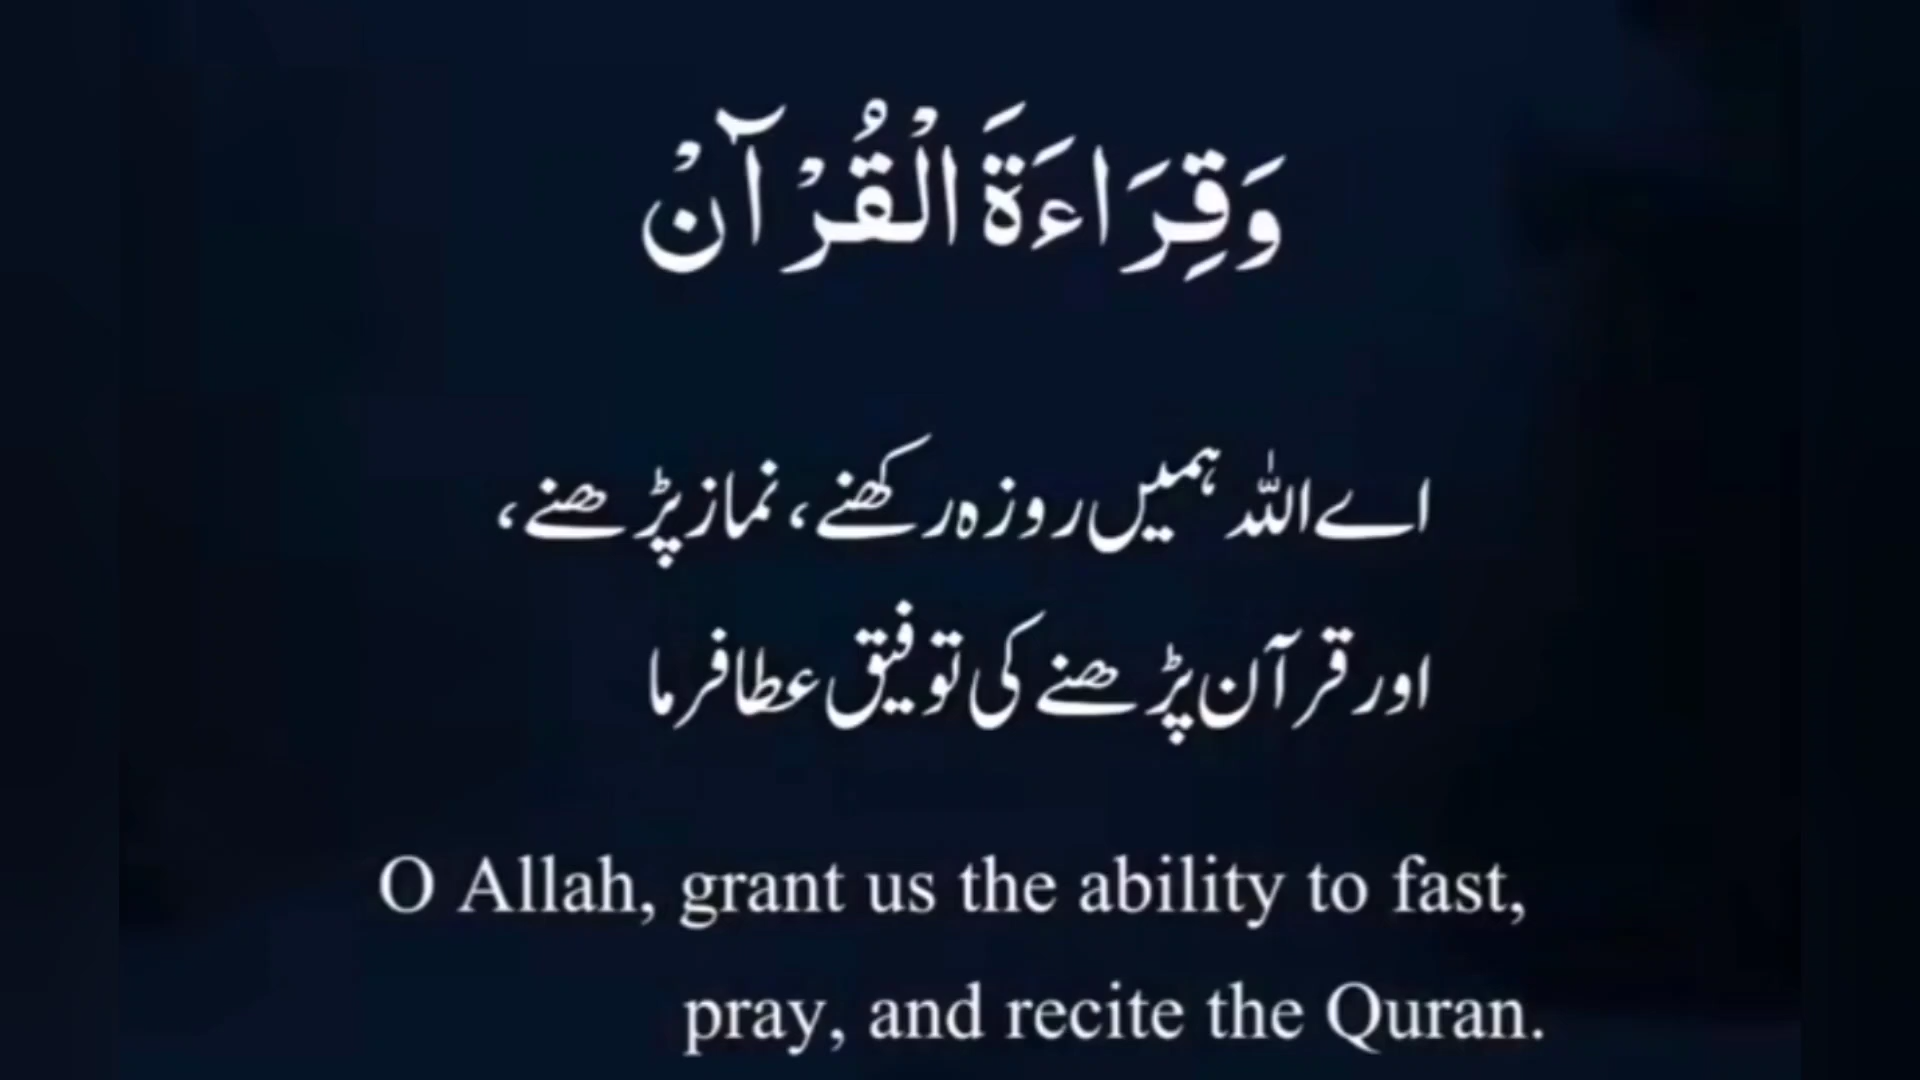 وَقِرَاءَةَ الْقُرْآنْ
اے اللہ ہمیں روزہ رکھنے، نماز پڑھنے،
اور قرآن پڑھنے کی توفیق عطا فرما
O Allah, grant us the ability to fast,
pray, and recite the Quran.